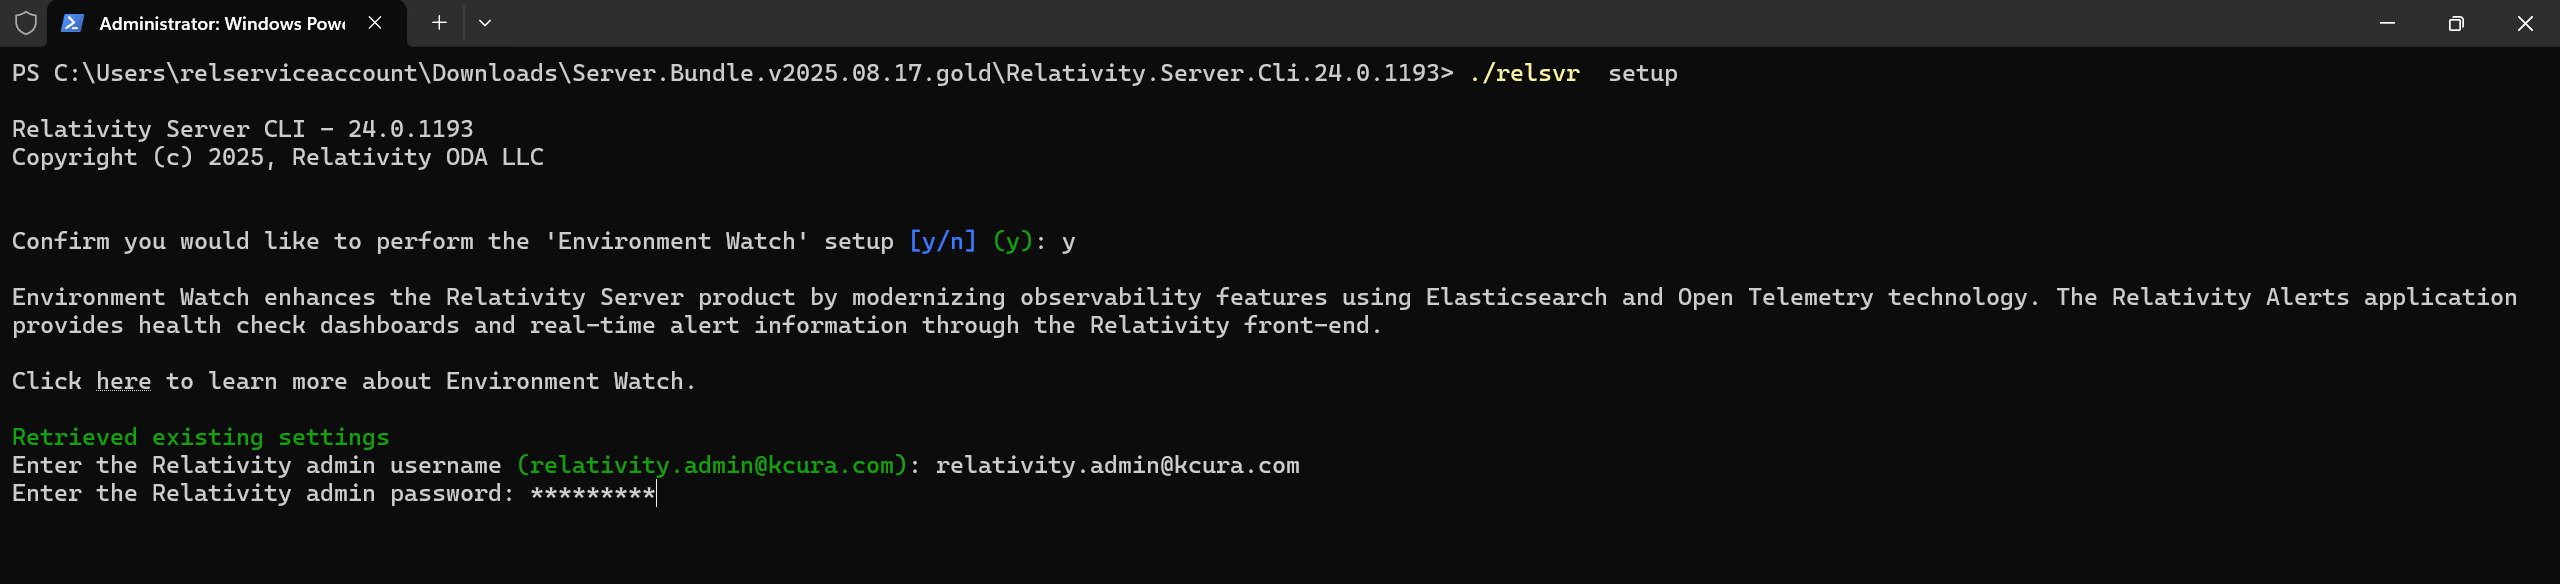 Administrator: Windows Pow
PS C:\Users\relserviceaccount\Downloads\Server.Bundle.v2025.08.17.gold\Relativity.Server.Cli.24.0.1193> ./relsvr  setup
Relativity Server CLI - 24.0.1193
Copyright (c) 2025, Relativity ODA LLC
Confirm you would like to perform the 'Environment Watch' setup [y/n] (y): y
Environment Watch enhances the Relativity Server product by modernizing observability features using Elasticsearch and Open Telemetry technology. The Relativity Alerts application
provides health check dashboards and real-time alert information through the Relativity front-end.
Click here to learn more about Environment Watch.
Retrieved existing settings
Enter the Relativity admin username (relativity.admin@kcura.com): relativity.admin@kcura.com
Enter the Relativity admin password: *********